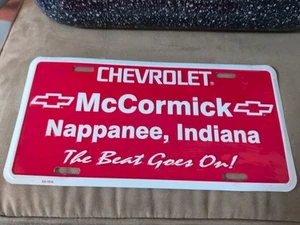 CHEVROLET
McCormick
Nappanee, Indiana
The Beat Goes On!